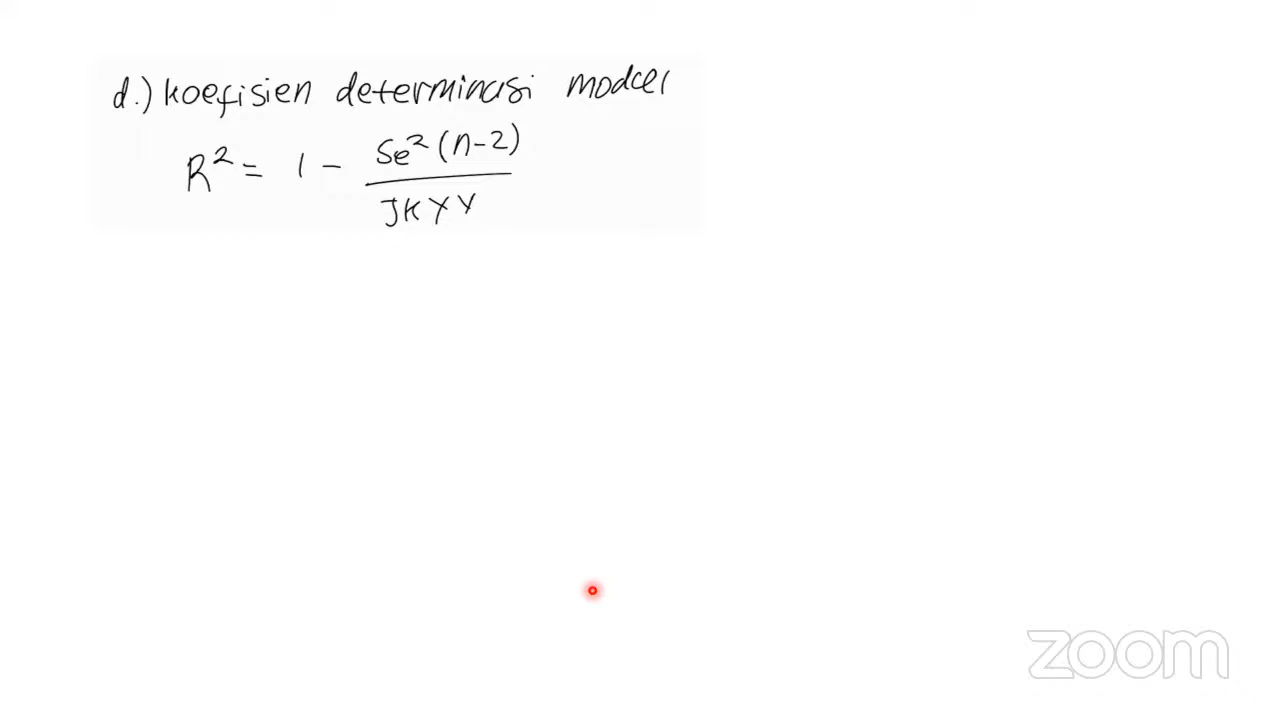 d.) koefisien determinasi model
R² = 1 - Se² (n-2) / JKYY
zoom